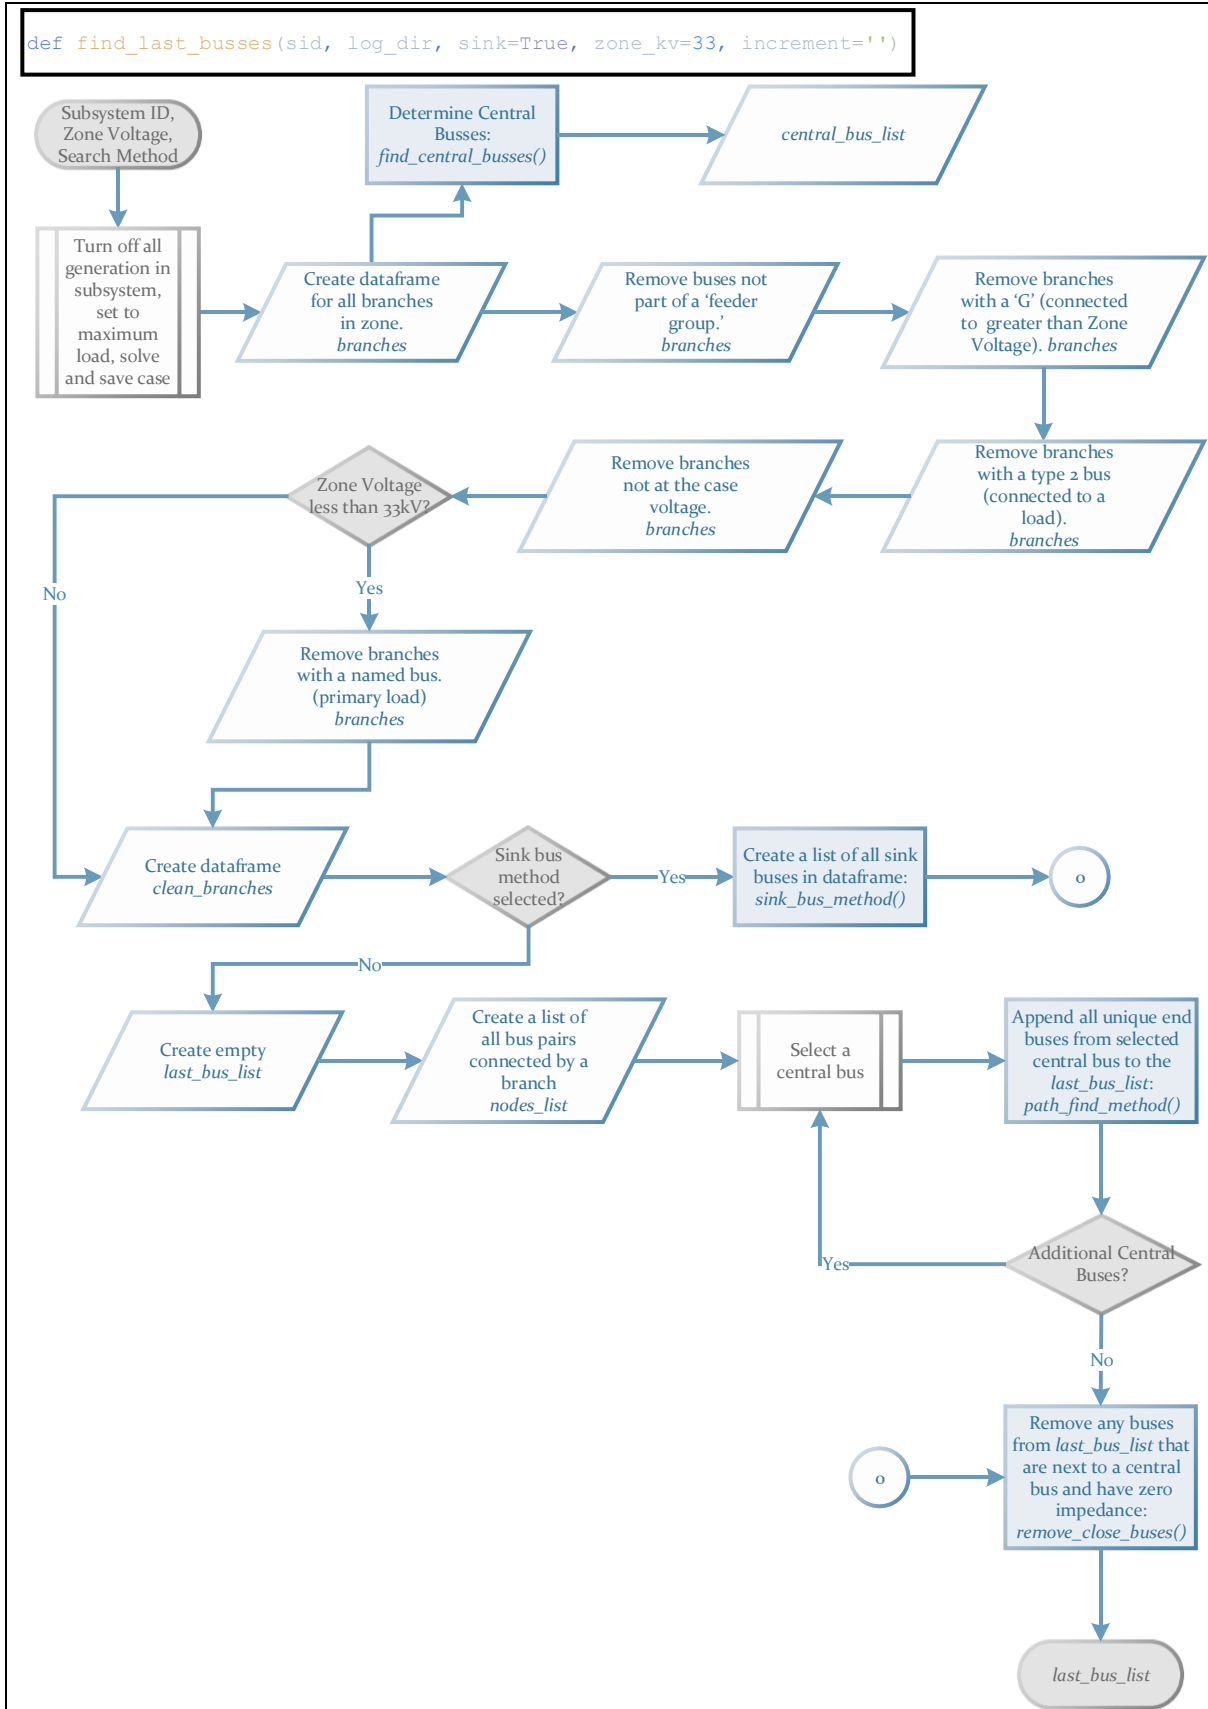 def find_last_busses(sid, log_dir, sink=True, zone_kv=33, increment='')
Subsystem ID,
Zone Voltage,
Search Method
Determine Central
Busses:
find_central_busses()
central_bus_list
Turn off all
generation in
subsystem,
set to
maximum
load, solve
and save case
Create dataframe
for all branches
in zone.
branches
Remove buses not
part of a ‘feeder
group.’
branches
Remove branches
with a ‘G’ (connected
to greater than Zone
Voltage). branches
Zone Voltage
less than 33kV?
Remove branches
not at the case
voltage.
branches
Remove branches
with a type 2 bus
(connected to a
load).
branches
No
Yes
Remove branches
with a named bus.
(primary load)
branches
Create dataframe
clean_branches
Sink bus
method
selected?
Yes
Create a list of all sink
buses in dataframe:
sink_bus_method()
0
No
Create empty
last_bus_list
Create a list of
all bus pairs
connected by a
branch
nodes_list
Select a
central bus
Append all unique end
buses from selected
central bus to the
last_bus_list:
path_find_method()
Yes
Additional Central
Buses?
No
0
Remove any buses
from last_bus_list that
are next to a central
bus and have zero
impedance:
remove_close_buses()
last_bus_list